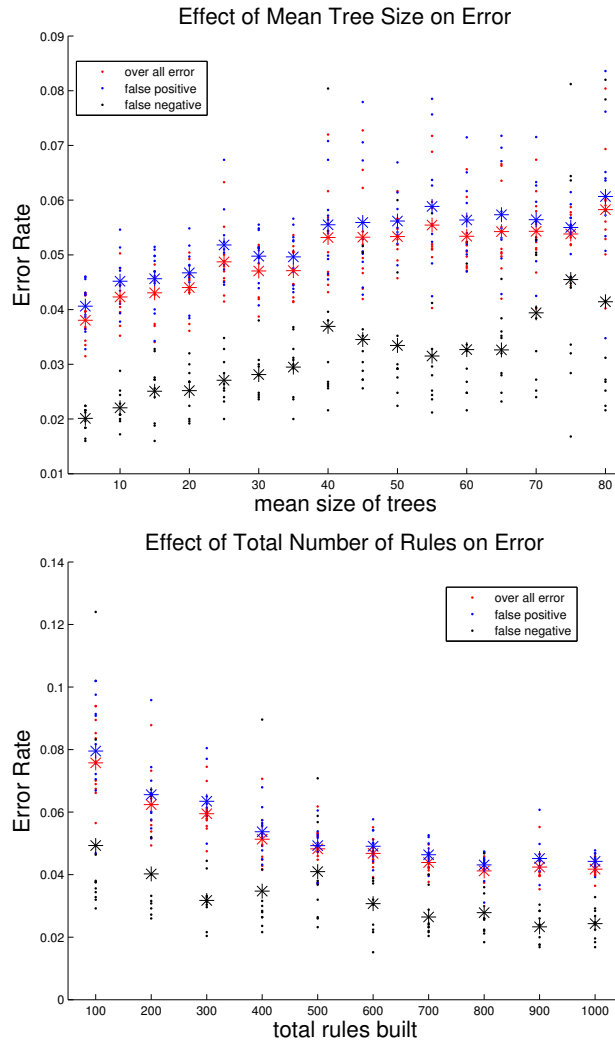 Effect of Mean Tree Size on Error
0.09
0.08
0.07
0.06
0.05
0.04
0.03
0.02
0.01
Error Rate
over all error
false positive
false negative
10 20 30 40 50 60 70 80
mean size of trees
Effect of Total Number of Rules on Error
0.14
0.12
0.1
0.08
0.06
0.04
0.02
0
Error Rate
over all error
false positive
false negative
100 200 300 400 500 600 700 800 900 1000
total rules built